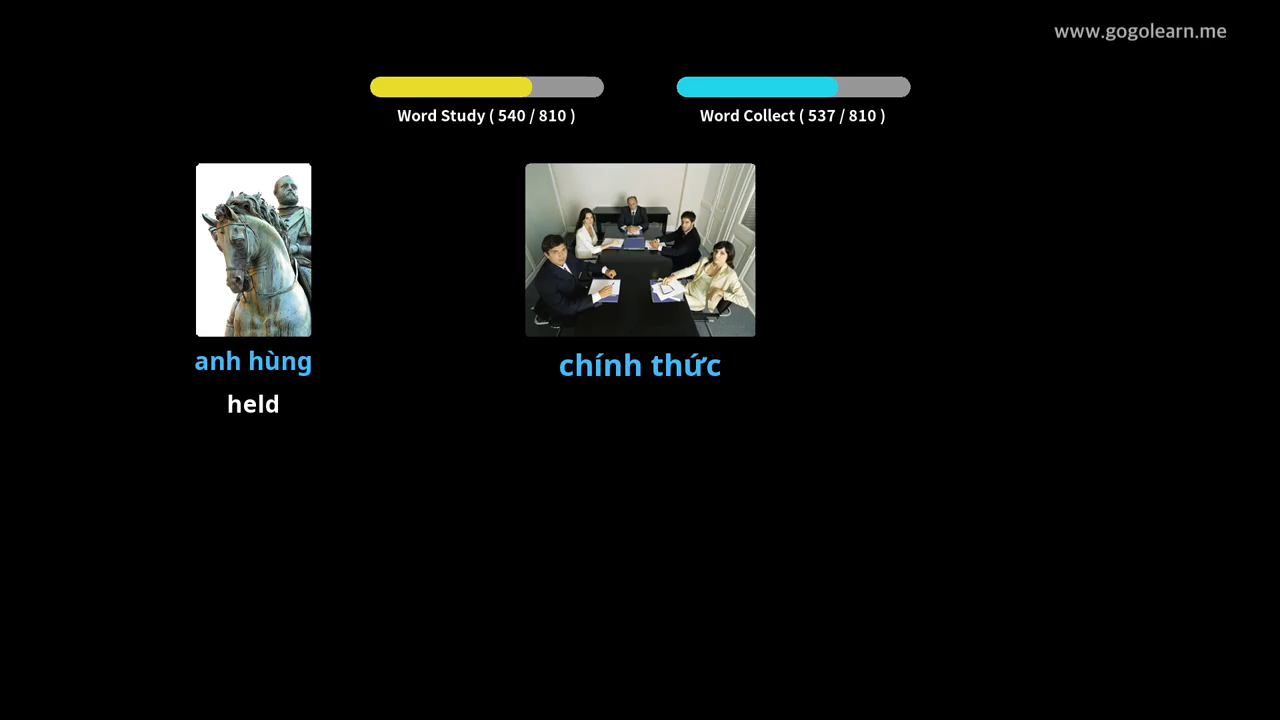 www.gogolearn.me
Word Study ( 540 / 810 )
Word Collect ( 537 / 810 )
anh hùng
held
chính thức